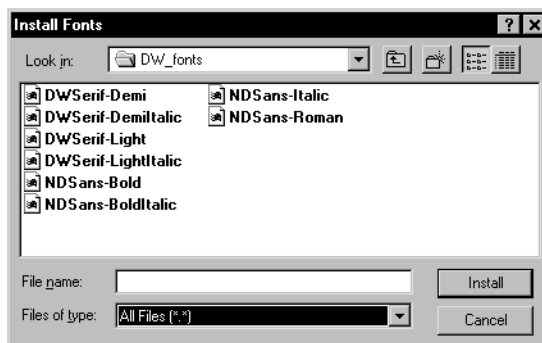 Install Fonts
Look in: DW_fonts
DWSerif-Demi
DWSerif-DemiItalic
DWSerif-Light
DWSerif-LightItalic
NDSans-Bold
NDSans-BoldItalic
NDSans-Italic
NDSans-Roman
File name: Install
Files of type: All Files (*.*) Cancel